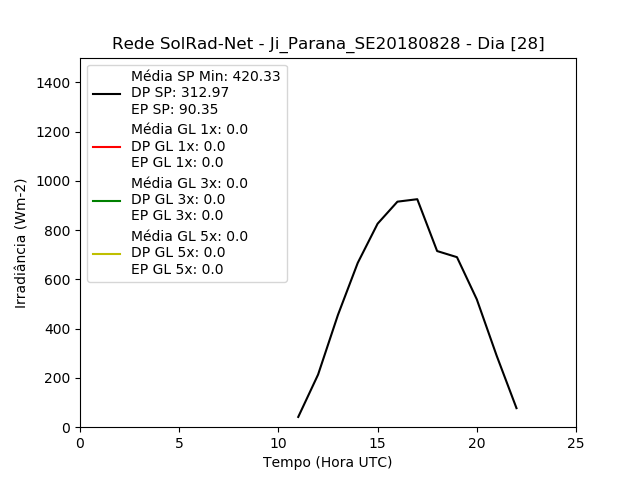 Rede SolRad-Net - Ji_Parana_SE20180828 - Dia [28]
Média SP Min: 420.33
DP SP: 312.97
EP SP: 90.35
Média GL 1x: 0.0
DP GL 1x: 0.0
EP GL 1x: 0.0
Média GL 3x: 0.0
DP GL 3x: 0.0
EP GL 3x: 0.0
Média GL 5x: 0.0
DP GL 5x: 0.0
EP GL 5x: 0.0
Irradiância (Wm-2)
1400
1200
1000
800
600
400
200
0
0 5 10 15 20 25
Tempo (Hora UTC)